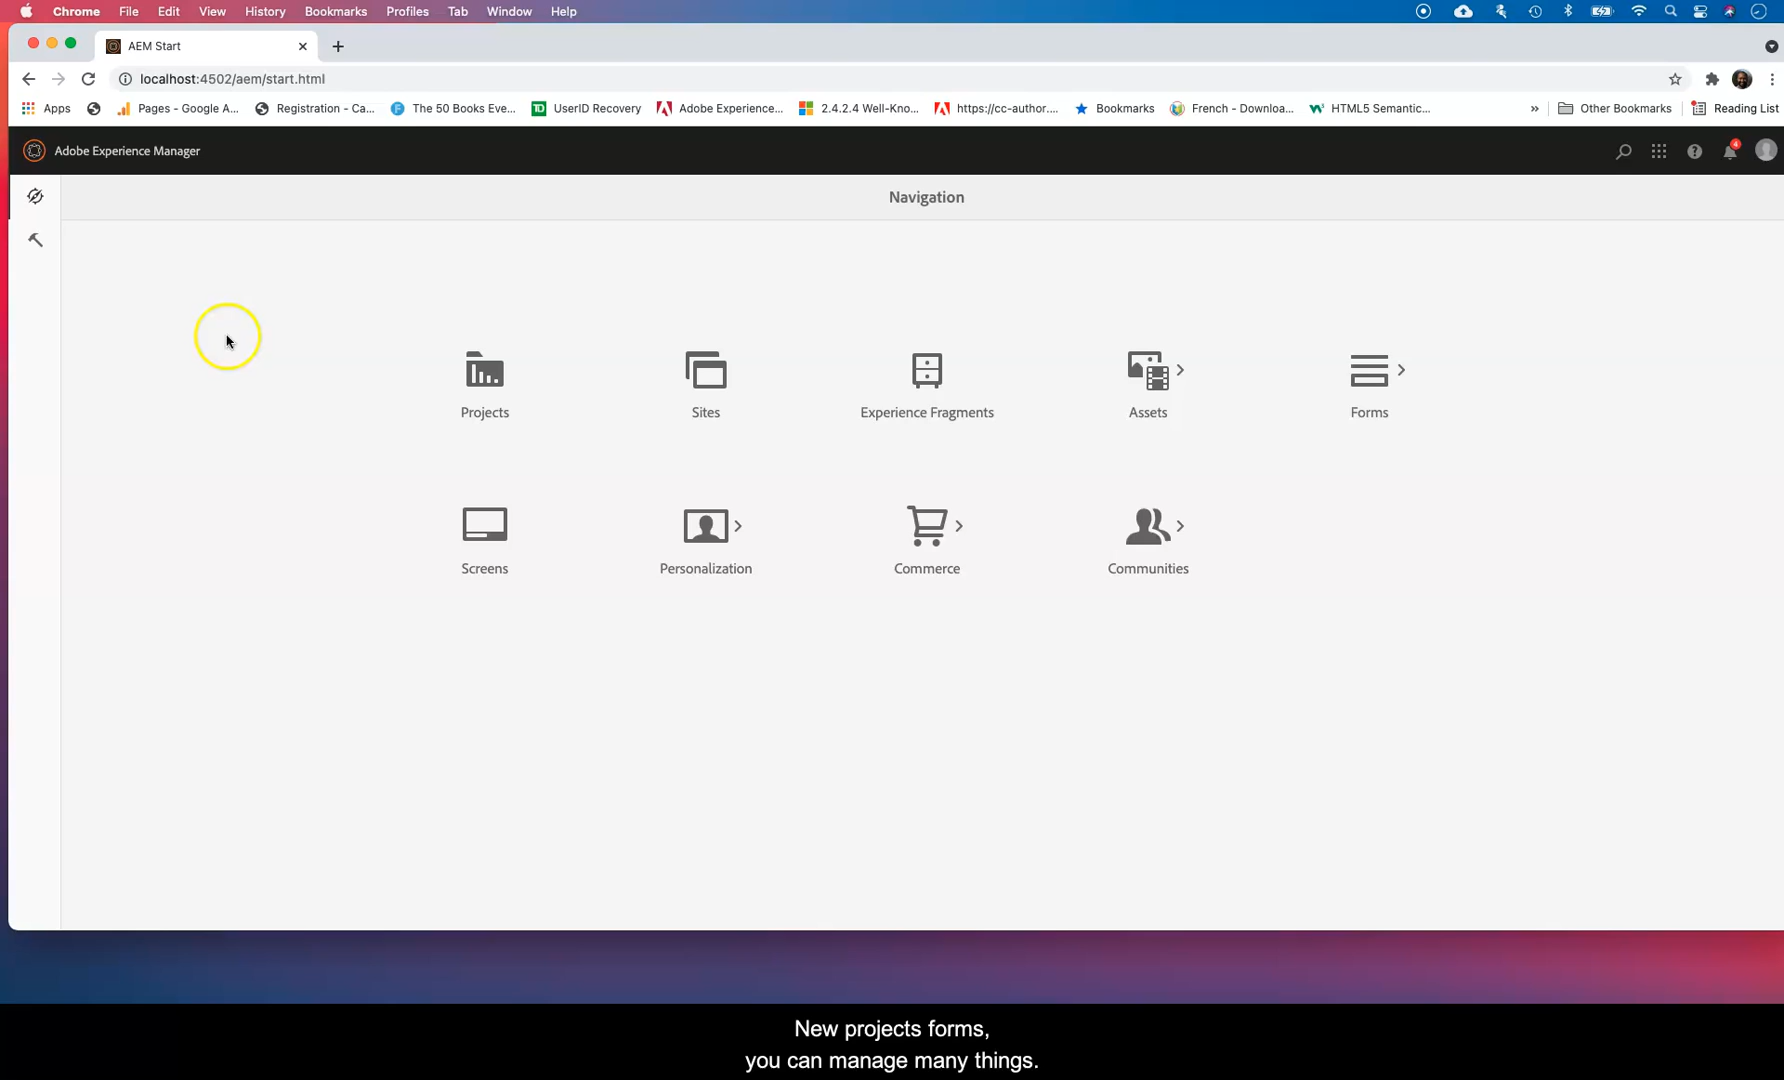 Chrome File Edit View History Bookmarks Profiles Tab Window Help
AEM Start
localhost:4502/aem/start.html
Apps Pages - Google A... Registration - Ca... The 50 Books Eve... UserID Recovery Adobe Experience... 2.4.2.4 Well-Kno... https://cc-author.... Bookmarks French - Downloa... HTML5 Semantic... » Other Bookmarks Reading List
Adobe Experience Manager
4
Navigation
Projects Sites Experience Fragments Assets Forms
Screens Personalization Commerce Communities
New projects forms,
you can manage many things.